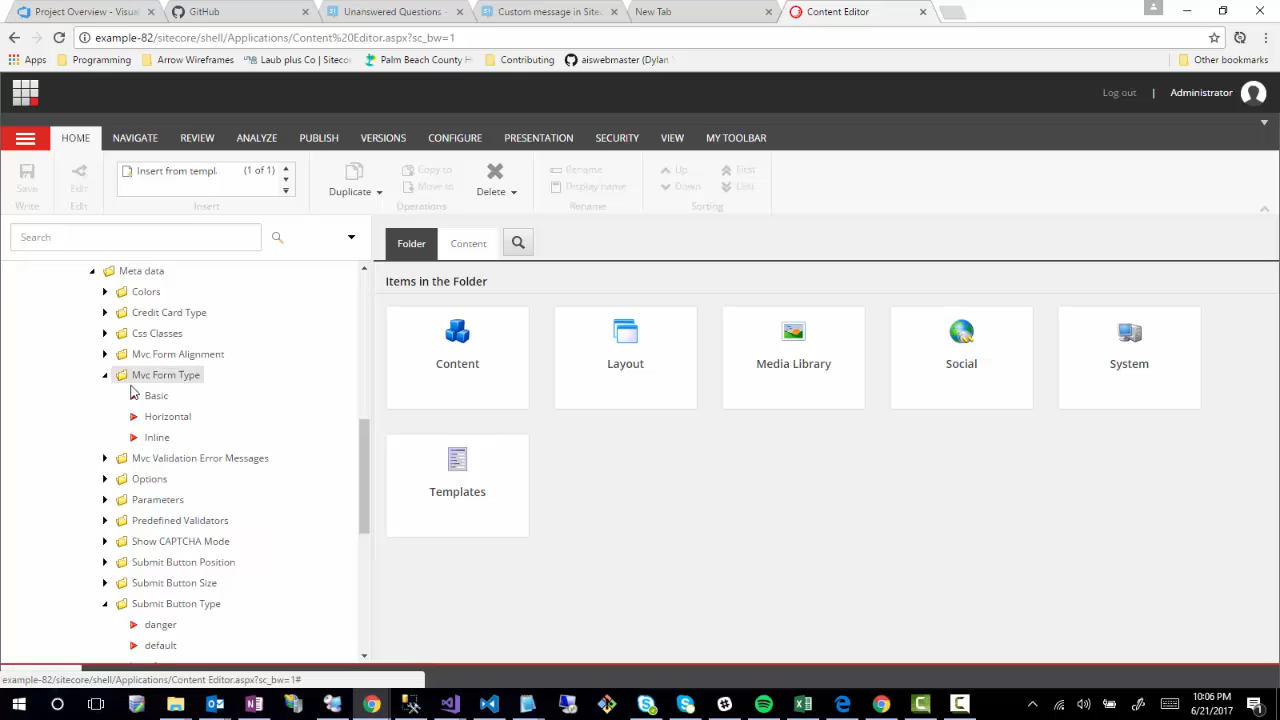 Project Overview - Visua
GitHub
Unanswered Questions -
Custom message in Sitec
New Tab
Content Editor
example-82/sitecore/shell/Applications/Content%20Editor.aspx?sc_bw=1
Apps
Programming
Arrow Wireframes
Laub plus Co | Sitecor
Palm Beach County H
Contributing
aiswebmaster (Dylan
Other bookmarks
Log out
|
Administrator
HOME
NAVIGATE
REVIEW
ANALYZE
PUBLISH
VERSIONS
CONFIGURE
PRESENTATION
SECURITY
VIEW
MY TOOLBAR
Save
Edit
Insert from templ
(1 of 1)
Duplicate
Copy to
Move to
Delete
Rename
Display name
Up
Down
First
Last
Write
Edit
Insert
Operations
Rename
Sorting
Search
Folder
Content
Meta data
Colors
Credit Card Type
Css Classes
Mvc Form Alignment
Mvc Form Type
Basic
Horizontal
Inline
Mvc Validation Error Messages
Options
Parameters
Predefined Validators
Show CAPTCHA Mode
Submit Button Position
Submit Button Size
Submit Button Type
danger
default
Items in the Folder
Content
Layout
Media Library
Social
System
Templates
example-82/sitecore/shell/Applications/Content Editor.aspx?sc_bw=1#
10:06 PM
6/21/2017